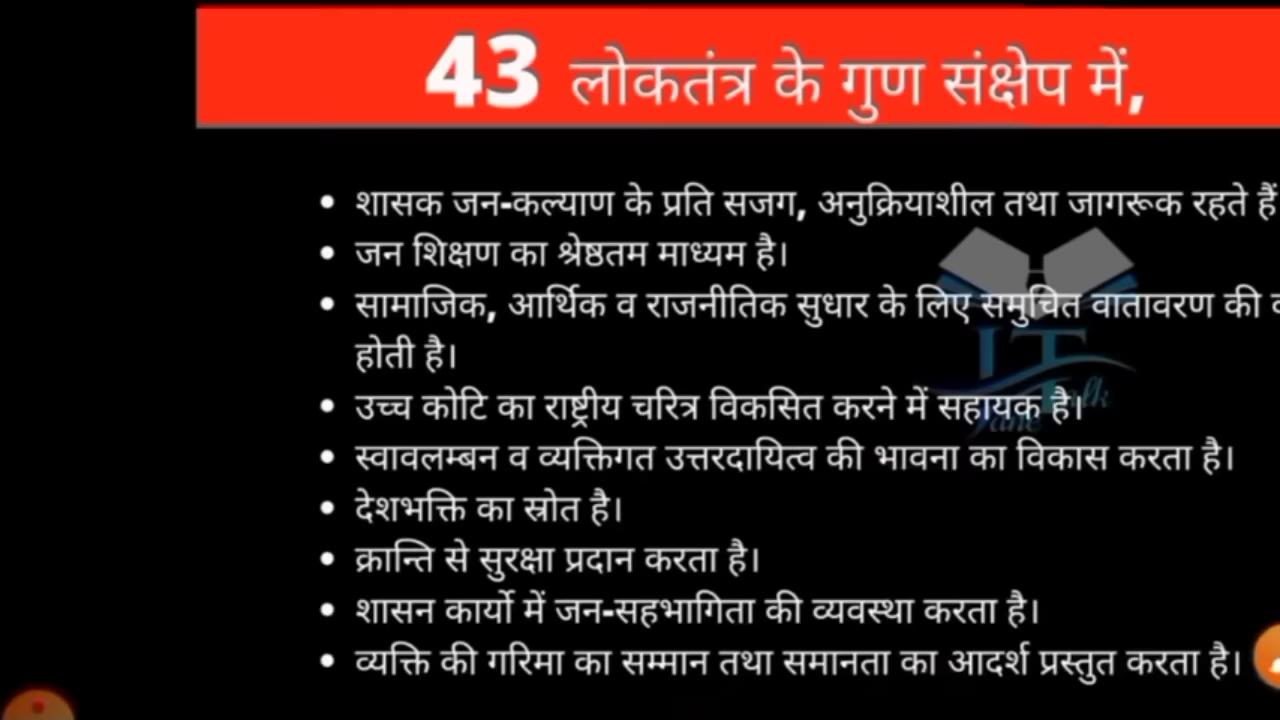 43 लोकतंत्र के गुण संक्षेप में,
• शासक जन-कल्याण के प्रति सजग, अनुक्रियाशील तथा जागरूक रहते हैं
• जन शिक्षण का श्रेष्ठतम माध्यम है।
• सामाजिक, आर्थिक व राजनीतिक सुधार के लिए समुचित वातावरण की
होती है।
• उच्च कोटि का राष्ट्रीय चरित्र विकसित करने में सहायक है।
• स्वावलम्बन व व्यक्तिगत उत्तरदायित्व की भावना का विकास करता है।
• देशभक्ति का स्रोत है।
• क्रान्ति से सुरक्षा प्रदान करता है।
• शासन कार्यो में जन-सहभागिता की व्यवस्था करता है।
• व्यक्ति की गरिमा का सम्मान तथा समानता का आदर्श प्रस्तुत करता है।